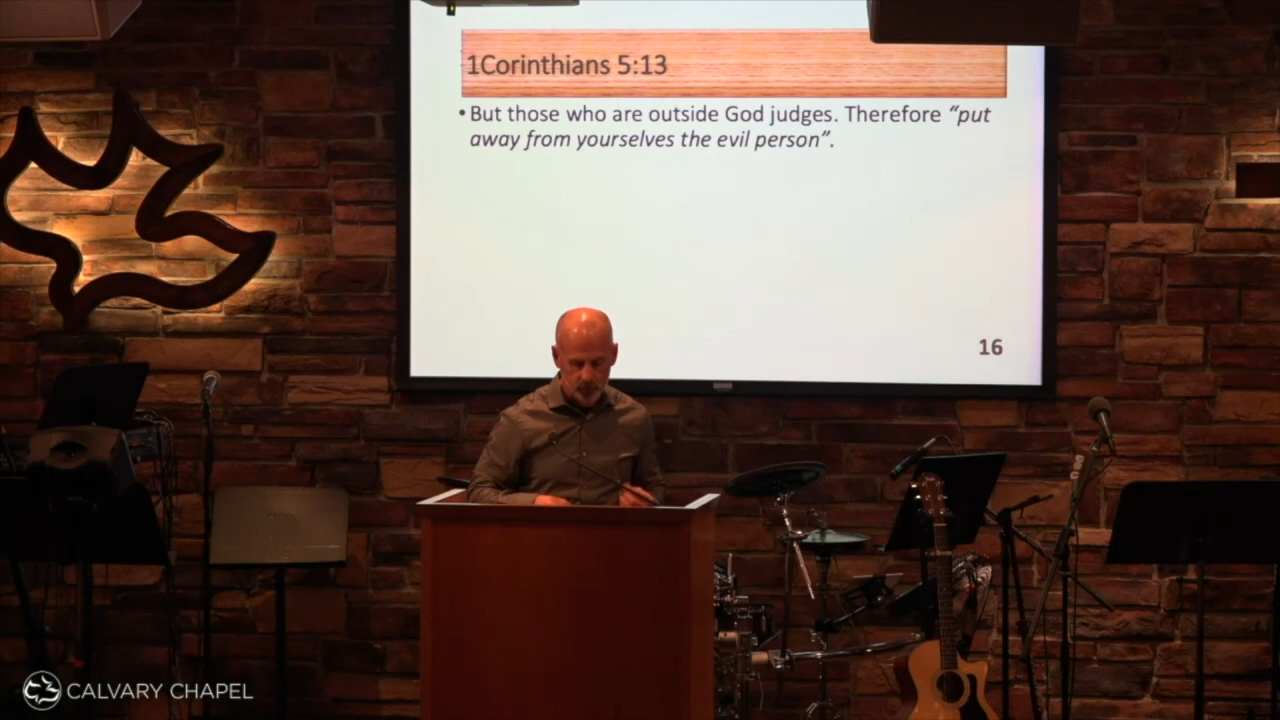 1Corinthians 5:13
• But those who are outside God judges. Therefore “put
away from yourselves the evil person”.
16
CALVARY CHAPEL